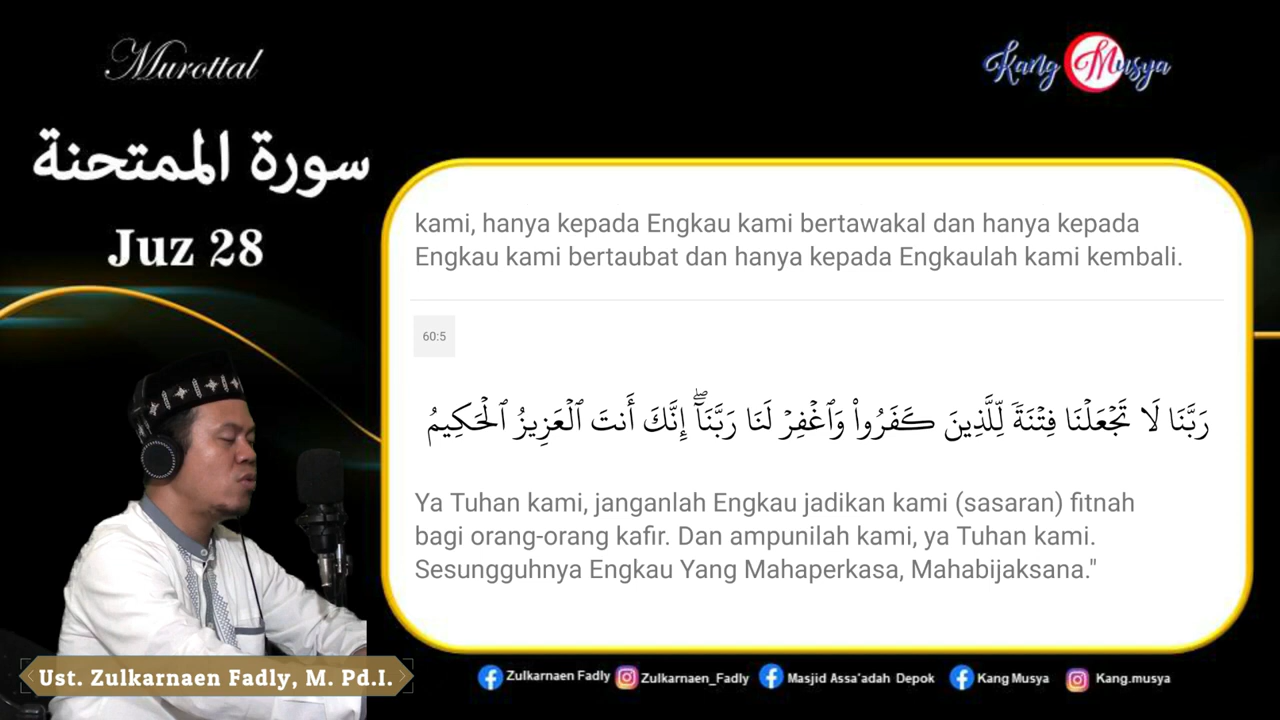 Murottal
Kang Musya
سورة الممتحنة
Juz 28
kami, hanya kepada Engkau kami bertawakal dan hanya kepada
Engkau kami bertaubat dan hanya kepada Engkaulah kami kembali.
60:5
رَبَّنَا لَا تَجۡعَلۡنَا فِتۡنَةٗ لِّلَّذِينَ كَفَرُواْ وَٱغۡفِرۡ لَنَا رَبَّنَآۖ إِنَّكَ أَنتَ ٱلۡعَزِيزُ ٱلۡحَكِيمُ
Ya Tuhan kami, janganlah Engkau jadikan kami (sasaran) fitnah
bagi orang-orang kafir. Dan ampunilah kami, ya Tuhan kami.
Sesungguhnya Engkau Yang Mahaperkasa, Mahabijaksana."
Ust. Zulkarnaen Fadly, M. Pd.I.
Zulkarnaen Fadly Zulkarnaen_Fadly Masjid Assa'adah Depok Kang Musya Kang.musya